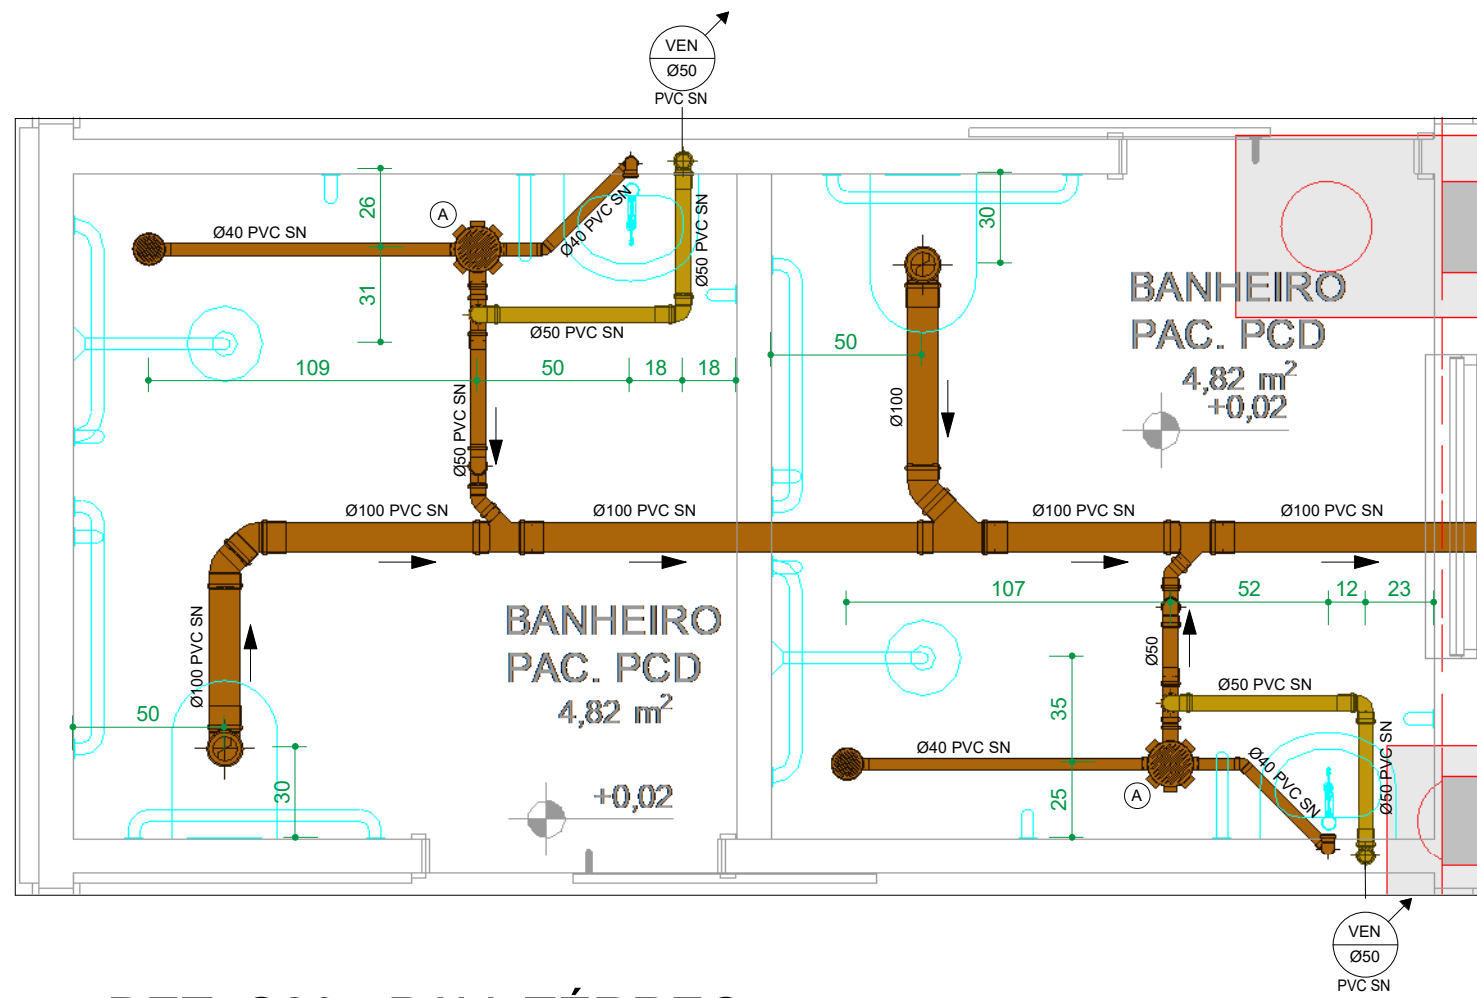 VEN
Ø50
PVC SN
26
A
Ø40 PVC SN
Ø40 PVC SN
Ø50 PVC SN
30
31
Ø50 PVC SN
BANHEIRO
PAC. PCD
4,82 m²
+0,02
109
50
18
18
50
Ø50 PVC SN
Ø100
Ø100 PVC SN
Ø100 PVC SN
Ø100 PVC SN
Ø100 PVC SN
107
52
12
23
BANHEIRO
PAC. PCD
4,82 m²
+0,02
Ø100 PVC SN
Ø50
50
30
35
Ø50 PVC SN
Ø40 PVC SN
Ø40 PVC SN
Ø50 PVC SN
25
A
VEN
Ø50
PVC SN